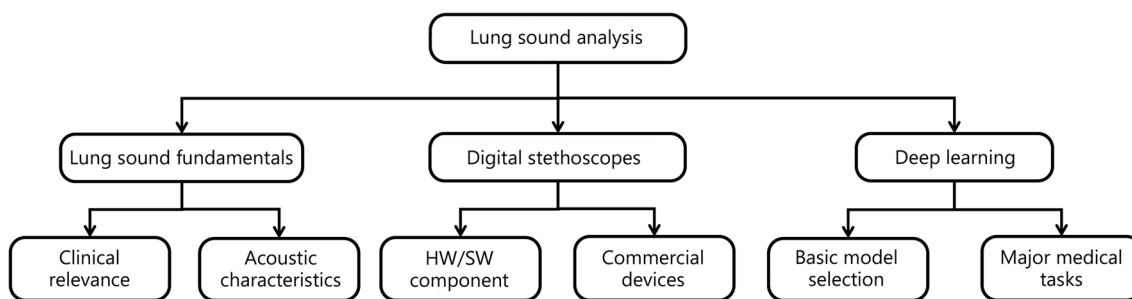 Lung sound analysis
Lung sound fundamentals
Digital stethoscopes
Deep learning
Clinical
relevance
Acoustic
characteristics
HW/SW
component
Commercial
devices
Basic model
selection
Major medical
tasks